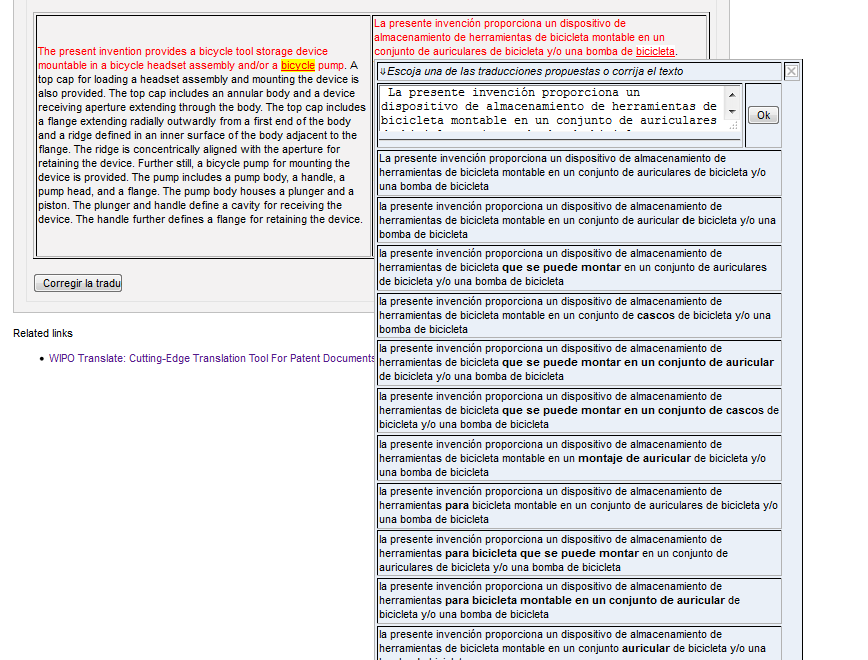 The present invention provides a bicycle tool storage device
mountable in a bicycle headset assembly and/or a bicycle pump. A
top cap for loading a headset assembly and mounting the device is
also provided. The top cap includes an annular body and a device
receiving aperture extending through the body. The top cap includes
a flange extending radially outwardly from a first end of the body
and a ridge defined in an inner surface of the body adjacent to the
flange. The ridge is concentrically aligned with the aperture for
retaining the device. Further still, a bicycle pump for mounting the
device is provided. The pump includes a pump body, a handle, a
pump head, and a flange. The pump body houses a plunger and a
piston. The plunger and handle define a cavity for receiving the
device. The handle further defines a flange for retaining the device.
La presente invención proporciona un dispositivo de
almacenamiento de herramientas de bicicleta montable en un
conjunto de auriculares de bicicleta y/o una bomba de bicicleta.
Corregir la tradu
Related links
WIPO Translate: Cutting-Edge Translation Tool For Patent Documents
⇓Escoja una de las traducciones propuestas o corrija el texto
La presente invención proporciona un
dispositivo de almacenamiento de herramientas de
bicicleta montable en un conjunto de auriculares
Ok
La presente invención proporciona un dispositivo de almacenamiento de
herramientas de bicicleta montable en un conjunto de auriculares de bicicleta y/o
una bomba de bicicleta
la presente invención proporciona un dispositivo de almacenamiento de
herramientas de bicicleta montable en un conjunto de auricular de bicicleta y/o una
bomba de bicicleta
la presente invención proporciona un dispositivo de almacenamiento de
herramientas de bicicleta que se puede montar en un conjunto de auriculares
de bicicleta y/o una bomba de bicicleta
la presente invención proporciona un dispositivo de almacenamiento de
herramientas de bicicleta montable en un conjunto de cascos de bicicleta y/o una
bomba de bicicleta
la presente invención proporciona un dispositivo de almacenamiento de
herramientas de bicicleta que se puede montar en un conjunto de auricular
de bicicleta y/o una bomba de bicicleta
la presente invención proporciona un dispositivo de almacenamiento de
herramientas de bicicleta que se puede montar en un conjunto de cascos de
bicicleta y/o una bomba de bicicleta
la presente invención proporciona un dispositivo de almacenamiento de
herramientas de bicicleta montable en un montaje de auricular de bicicleta y/o
una bomba de bicicleta
la presente invención proporciona un dispositivo de almacenamiento de
herramientas para bicicleta montable en un conjunto de auriculares de bicicleta y/o
una bomba de bicicleta
la presente invención proporciona un dispositivo de almacenamiento de
herramientas para bicicleta que se puede montar en un conjunto de
auriculares de bicicleta y/o una bomba de bicicleta
la presente invención proporciona un dispositivo de almacenamiento de
herramientas para bicicleta montable en un conjunto de auricular de
bicicleta y/o una bomba de bicicleta
la presente invención proporciona un dispositivo de almacenamiento de
herramientas de bicicleta montable en un conjunto auricular de bicicleta y/o una